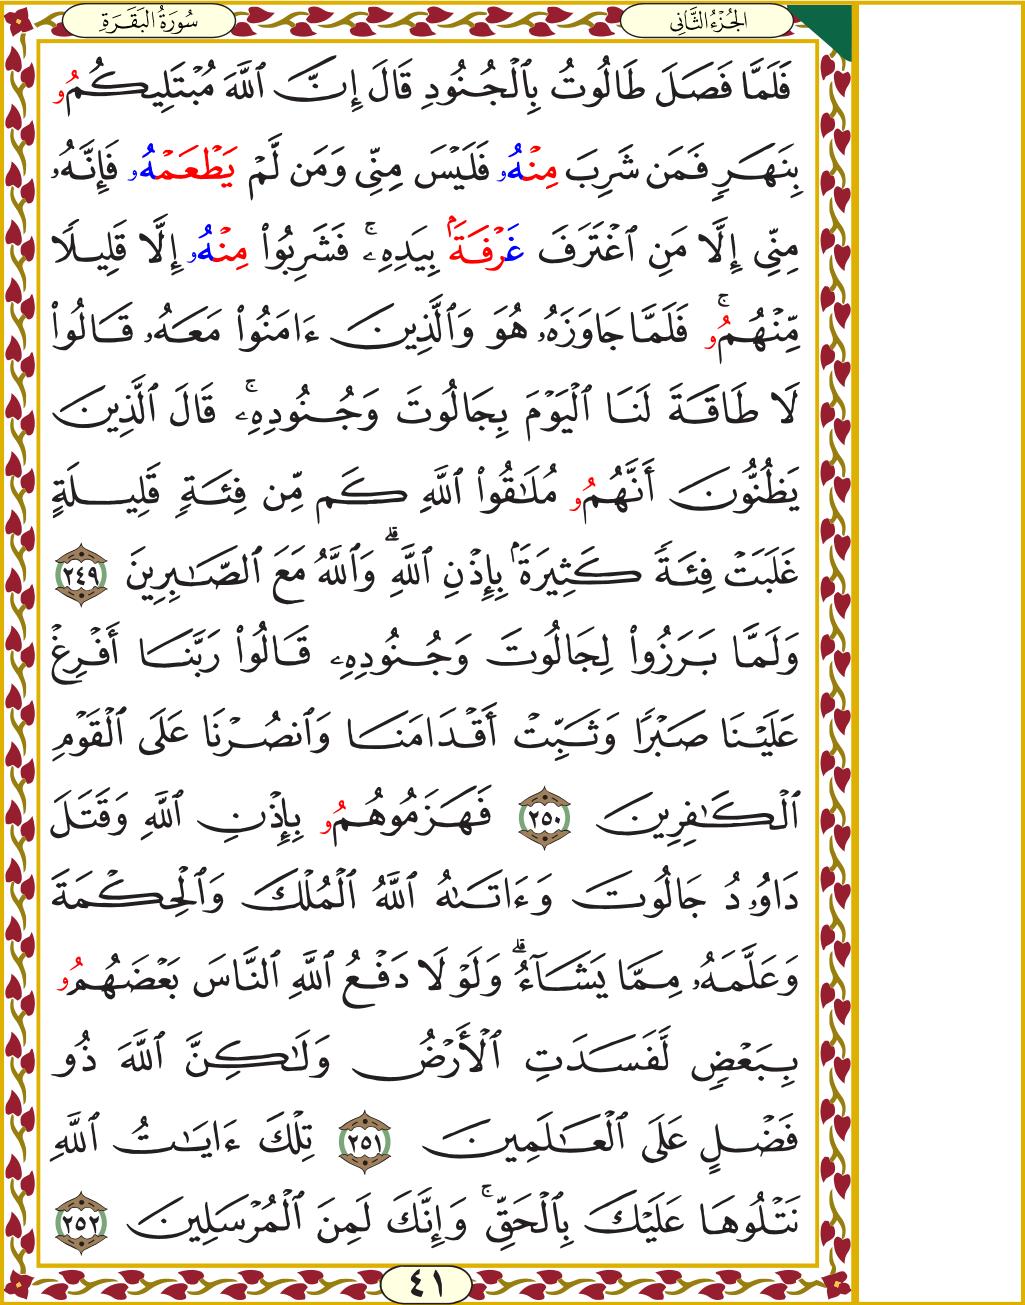 الجُزْءُ الثَّانِي
سُورَةُ البَقَرَةِ
فَلَمَّا فَصَلَ طَالُوتُ بِالْجُنُودِ قَالَ إِنَّ ٱللَّهَ مُبْتَلِيكُمُو
بِنَهَرٍ فَمَن شَرِبَ مِنْهُۥ فَلَيْسَ مِنِّي وَمَن لَّمْ يَطْعَمْهُۥ فَإِنَّهُۥ
مِنِّي إِلَّا مَنِ ٱغْتَرَفَ غَرْفَةَۢ بِيَدِهِۦۚ فَشَرِبُوا۟ مِنْهُۥ إِلَّا قَلِيلًا
مِّنْهُمُوۚ فَلَمَّا جَاوَزَهُۥ هُوَ وَٱلَّذِينَ ءَامَنُوا۟ مَعَهُۥ قَالُوا۟
لَا طَاقَةَ لَنَا ٱلْيَوْمَ بِجَالُوتَ وَجُنُودِهِۦۚ قَالَ ٱلَّذِينَ
يَظُنُّونَ أَنَّهُمُو مُلَـٰقُوا۟ ٱللَّهِ كَم مِّن فِئَةٍ قَلِيلَةٍ
غَلَبَتْ فِئَةً كَثِيرَةَۢ بِإِذْنِ ٱللَّهِۗ وَٱللَّهُ مَعَ ٱلصَّـٰبِرِينَ ٢٤٩
وَلَمَّا بَرَزُوا۟ لِجَالُوتَ وَجُنُودِهِۦ قَالُوا۟ رَبَّنَا أَفْرِغْ
عَلَيْنَا صَبْرًا وَثَبِّتْ أَقْدَامَنَا وَٱنصُرْنَا عَلَى ٱلْقَوْمِ
ٱلْكَـٰفِرِينَ ٢٥٠ فَهَزَمُوهُمُو بِإِذْنِ ٱللَّهِ وَقَتَلَ
دَاوُۥدُ جَالُوتَ وَءَاتَىٰهُ ٱللَّهُ ٱلْمُلْكَ وَٱلْحِكْمَةَ
وَعَلَّمَهُۥ مِمَّا يَشَآءُۗ وَلَوْلَا دَفْعُ ٱللَّهِ ٱلنَّاسَ بَعْضَهُمُو
بِبَعْضٍ لَّفَسَدَتِ ٱلْأَرْضُ وَلَـٰكِنَّ ٱللَّهَ ذُو
فَضْلٍ عَلَى ٱلْعَـٰلَمِينَ ٢٥١ تِلْكَ ءَايَـٰتُ ٱللَّهِ
نَتْلُوهَا عَلَيْكَ بِٱلْحَقِّۚ وَإِنَّكَ لَمِنَ ٱلْمُرْسَلِينَ ٢٥٢
٤١